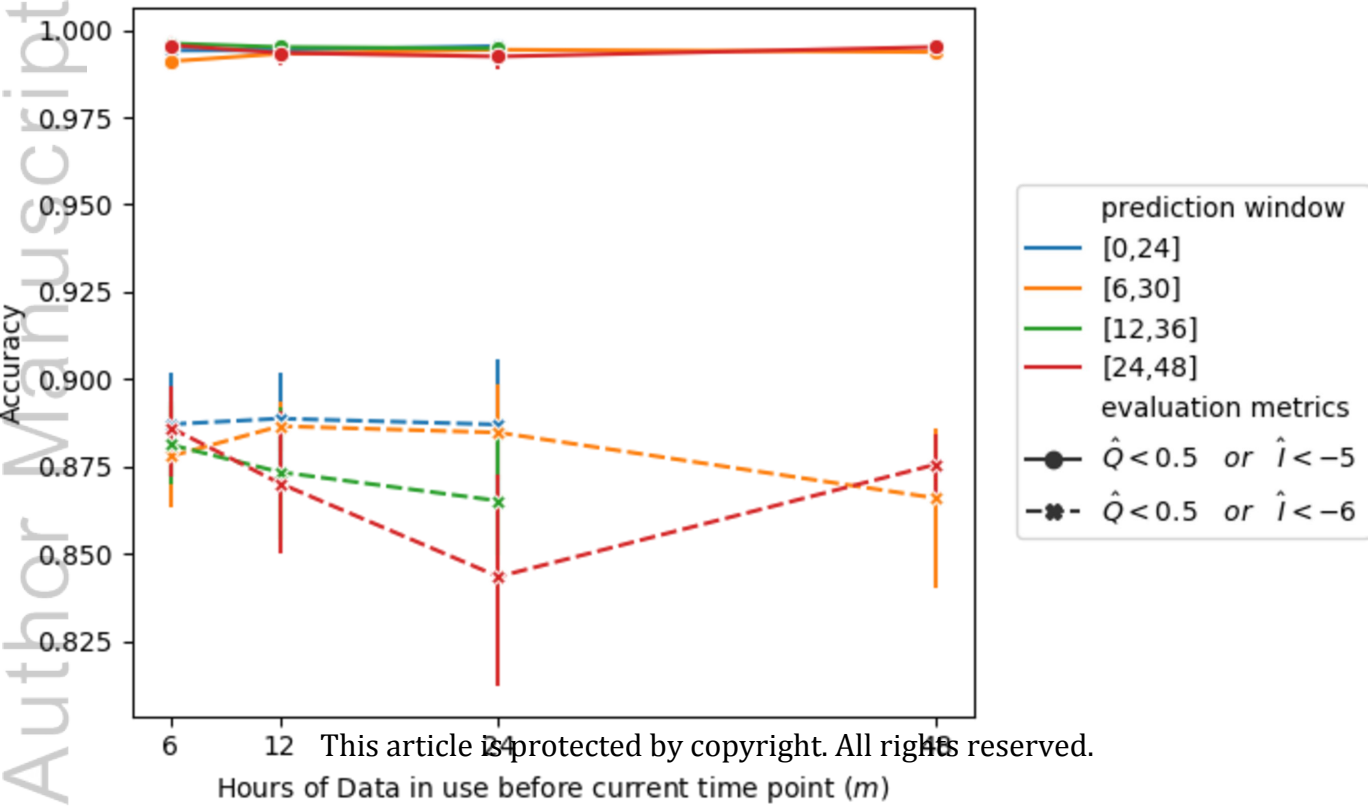 Author Manuscript
Accuracy
1.000
0.975
0.950
0.925
0.900
0.875
0.850
0.825
6 12 24 48
This article is protected by copyright. All rights reserved.
Hours of Data in use before current time point (m)
prediction window
[0,24]
[6,30]
[12,36]
[24,48]
evaluation metrics
Q̂ < 0.5 or Î < −5
Q̂ < 0.5 or Î < −6